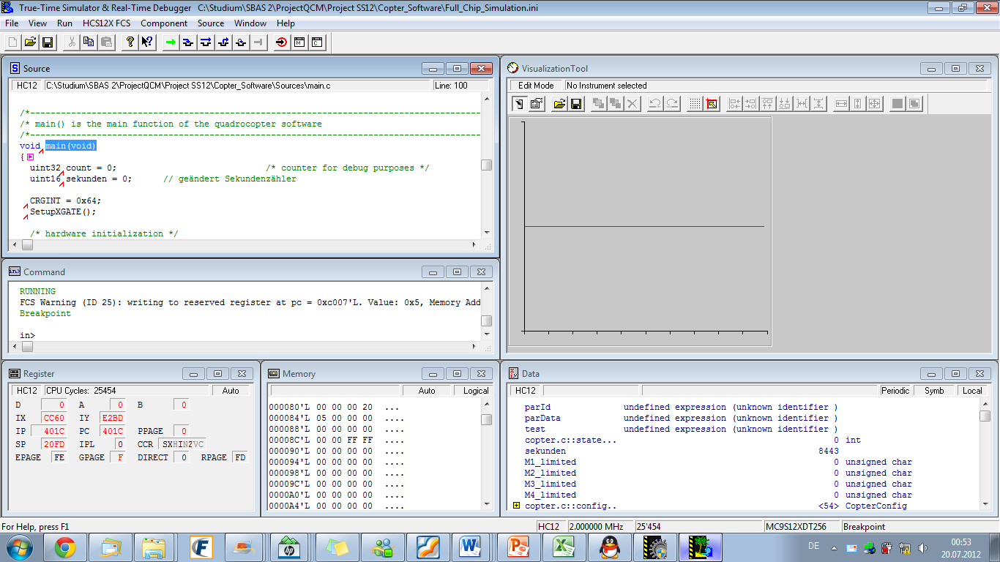 True-Time Simulator & Real-Time Debugger C:\Studium\SBAS 2\ProjectQCM\Project SS12\Copter_Software\Full_Chip_Simulation.ini
File View Run HCS12X FCS Component Source Window Help
Source
HC12 C:\Studium\SBAS 2\ProjectQCM\Project SS12\Copter_Software\Sources\main.c Line: 100
/*------------------------------------------------------------------------------------------
/* main() is the main function of the quadrocopter software
/*------------------------------------------------------------------------------------------
void main(void)
{
uint32 count = 0; /* counter for debug purposes */
uint16 sekunden = 0; // geändert Sekundenzähler
CRGINT = 0x64;
SetupXGATE();
/* hardware initialization */
VisualizationTool
Edit Mode No Instrument selected
Command
RUNNING
FCS Warning (ID 25): writing to reserved register at pc = 0xc007'L. Value: 0x5, Memory Add
Breakpoint
in>
Register
HC12 CPU Cycles: 25454 Auto
D 0 A 0 B 0
IX CC60 IY E2BD
IP 401C PC 401C PPAGE 0
SP 20FD IPL 0 CCR SXHINZVC
EPAGE FE GPAGE F DIRECT 0 RPAGE FD
Memory
Auto Logical
000080'L 00 00 00 20 ...
000084'L 05 00 00 00 ....
000088'L 00 00 00 00 ....
00008C'L 00 00 FF FF ....
000090'L 00 00 00 00 ....
000094'L 00 00 00 00 ....
000098'L 00 00 00 00 ....
00009C'L 00 00 00 00 ....
0000A0'L 00 00 00 00 ....
0000A4'L 00 00 00 00 ....
Data
HC12 Periodic Symb Local
parId undefined expression (unknown identifier )
parData undefined expression (unknown identifier )
test undefined expression (unknown identifier )
copter.c::state... 0 int
sekunden 8443
M1_limited 0 unsigned char
M2_limited 0 unsigned char
M3_limited 0 unsigned char
M4_limited 0 unsigned char
copter.c::config.. <54> CopterConfig
For Help, press F1 HC12 2.000000 MHz 25'454 MC9S12XDT256 Breakpoint
DE 00:53
20.07.2012